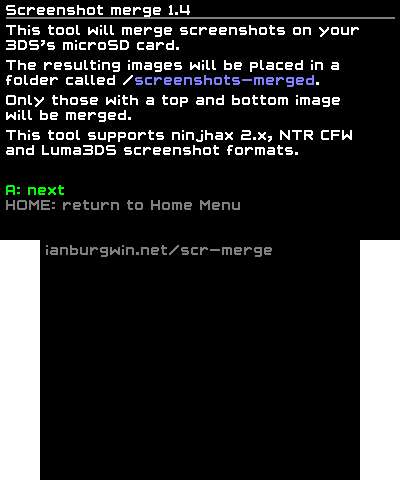 Screenshot merge 1.4
This tool will merge screenshots on your
3DS's microSD card.
The resulting images will be placed in a
folder called /screenshots-merged.
Only those with a top and bottom image
will be merged.
This tool supports ninjhax 2.x, NTR CFW
and Luma3DS screenshot formats.
A: next
HOME: return to Home Menu
ianburgwin.net/scr-merge